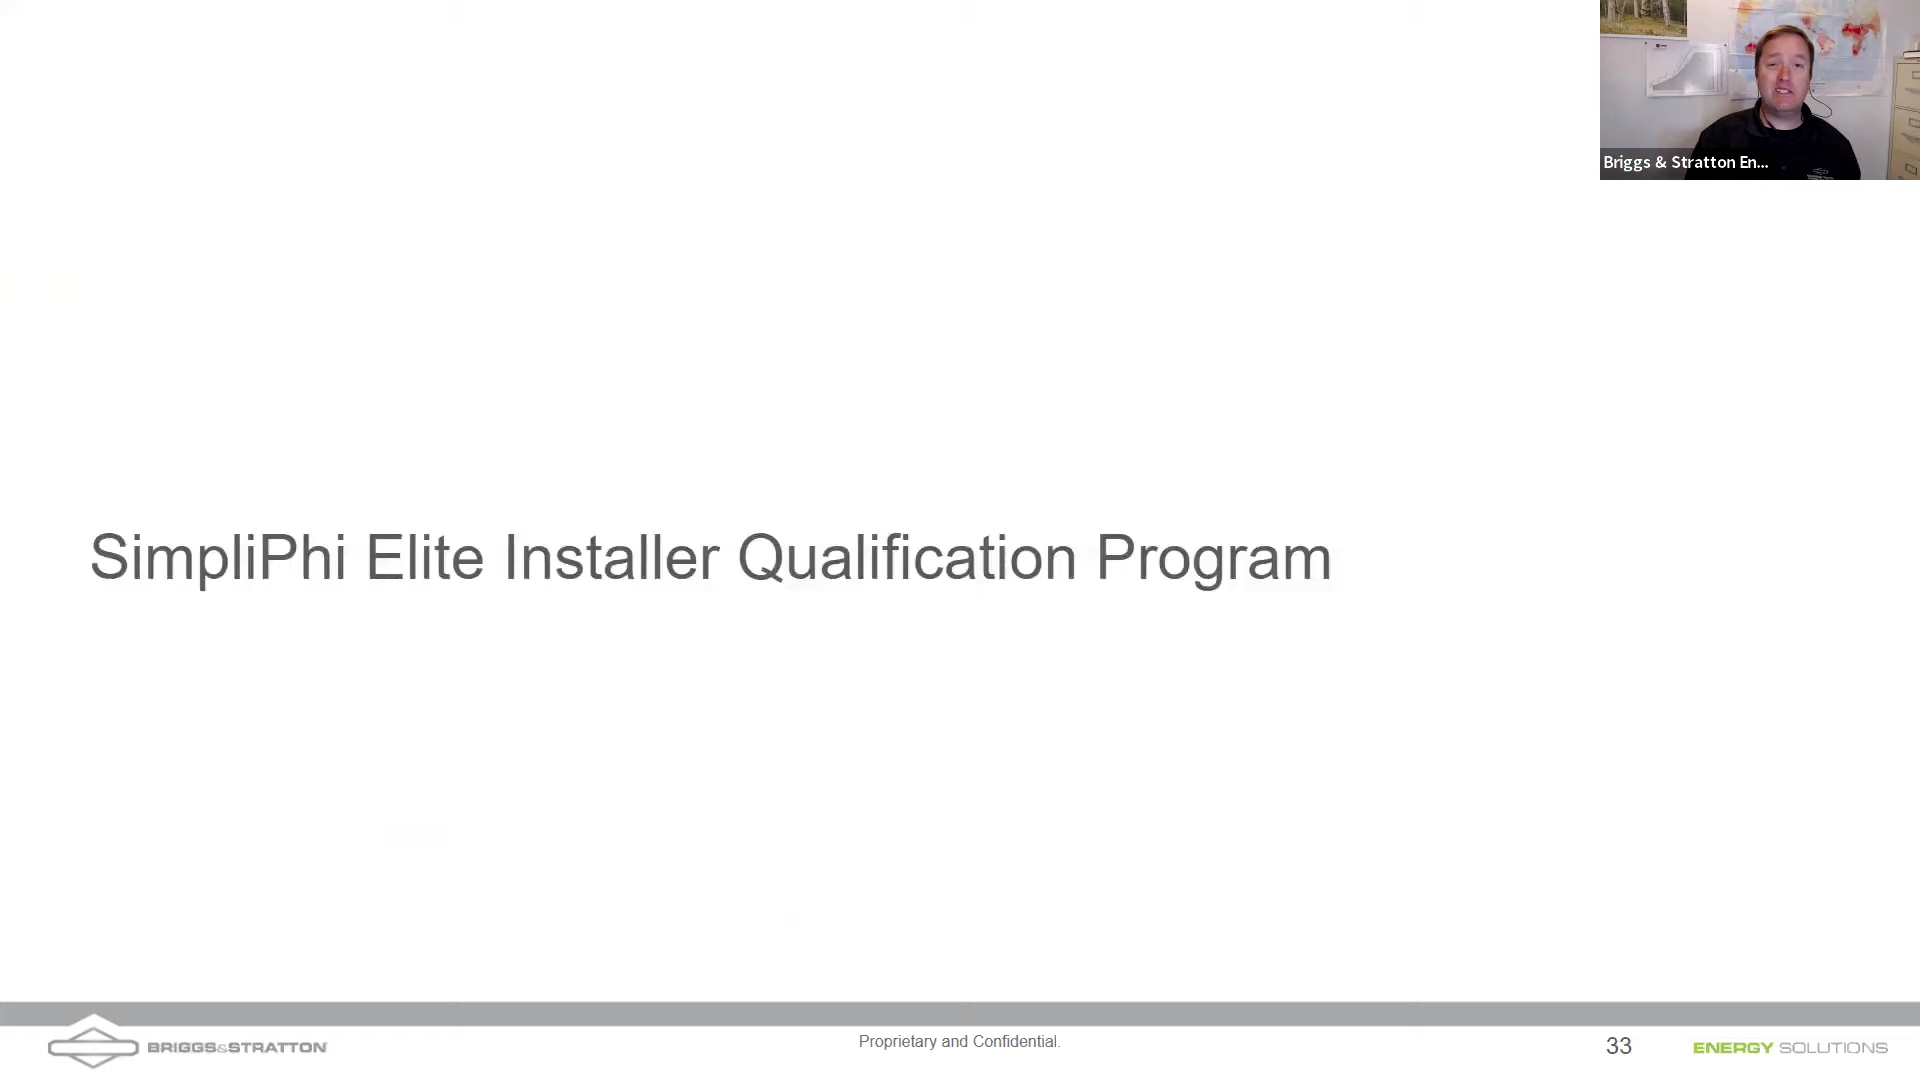 Briggs & Stratton En...
SimpliPhi Elite Installer Qualification Program
BRIGGS&STRATTON
Proprietary and Confidential.
33
ENERGY SOLUTIONS